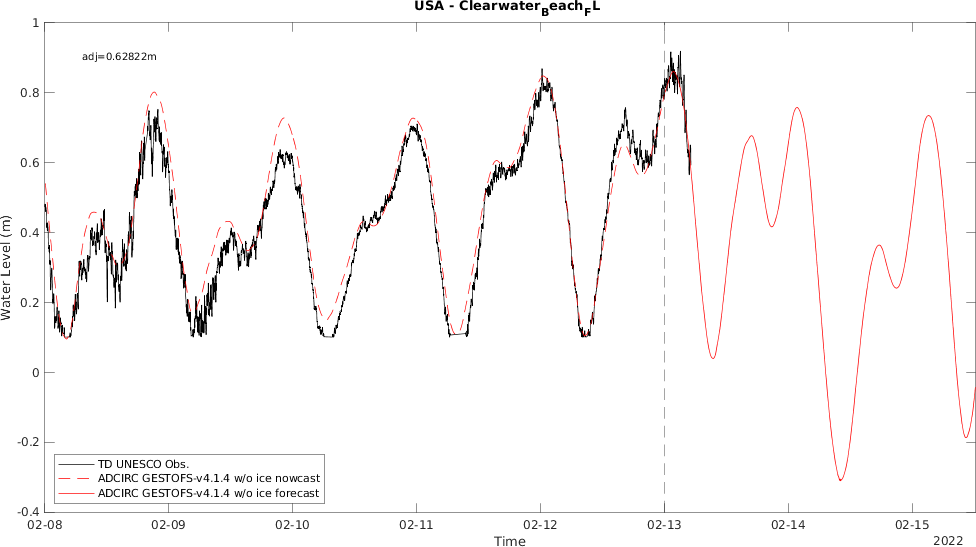 USA - Clearwater_Beach_FL
adj=0.62822m
Water Level (m)
1
0.8
0.6
0.4
0.2
0
-0.2
-0.4
TD UNESCO Obs.
ADCIRC GESTOFS-v4.1.4 w/o ice nowcast
ADCIRC GESTOFS-v4.1.4 w/o ice forecast
02-08 02-09 02-10 02-11 02-12 02-13 02-14 02-15
Time
2022